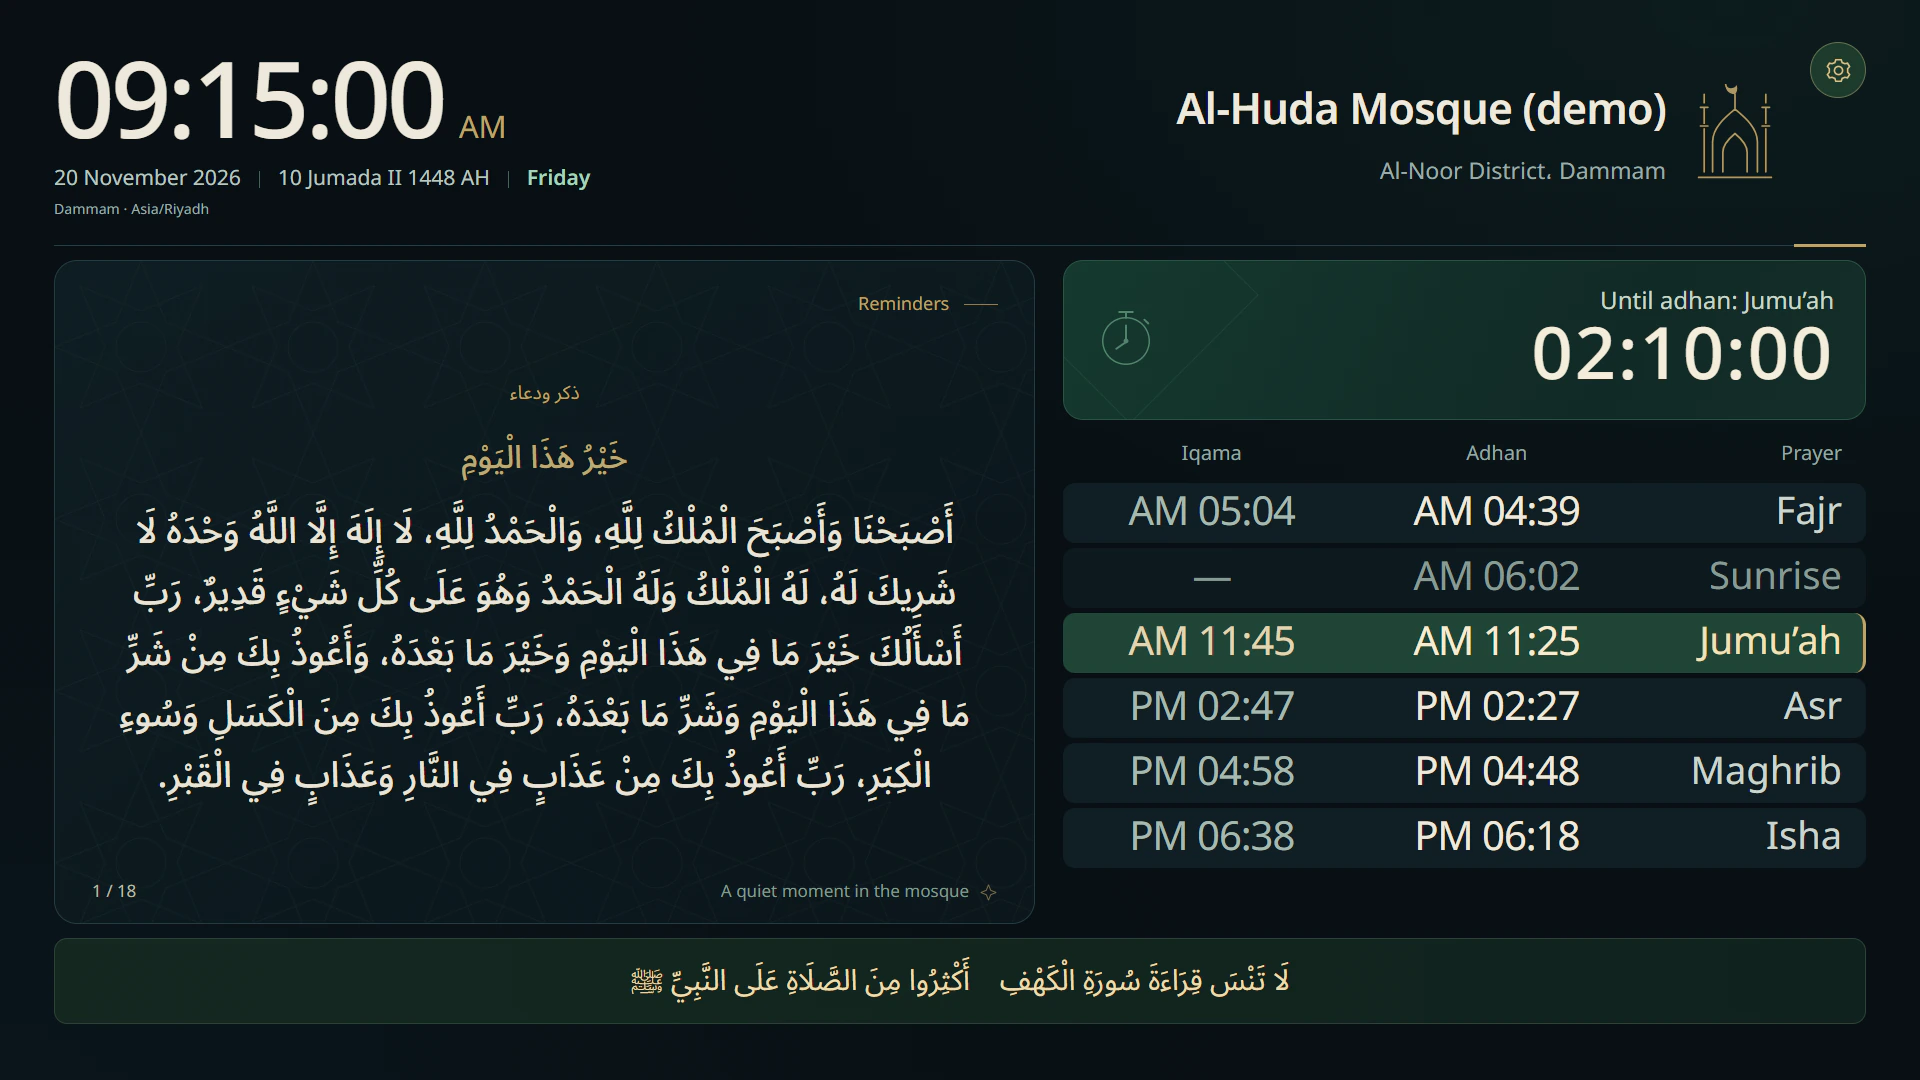 09:15:00 AM
20 November 2026 | 10 Jumada II 1448 AH | Friday
Dammam · Asia/Riyadh
Al-Huda Mosque (demo)
Al-Noor District، Dammam
Reminders
ذكر ودعاء
خَيْرُ هَذَا الْيَوْمِ
أَصْبَحْنَا وَأَصْبَحَ الْمُلْكُ لِلَّهِ، وَالْحَمْدُ لِلَّهِ، لَا إِلَهَ إِلَّا اللَّهُ وَحْدَهُ لَا
شَرِيكَ لَهُ، لَهُ الْمُلْكُ وَلَهُ الْحَمْدُ وَهُوَ عَلَى كُلِّ شَيْءٍ قَدِيرٌ، رَبِّ
أَسْأَلُكَ خَيْرَ مَا فِي هَذَا الْيَوْمِ وَخَيْرَ مَا بَعْدَهُ، وَأَعُوذُ بِكَ مِنْ شَرِّ
مَا فِي هَذَا الْيَوْمِ وَشَرِّ مَا بَعْدَهُ، رَبِّ أَعُوذُ بِكَ مِنَ الْكَسَلِ وَسُوءِ
الْكِبَرِ، رَبِّ أَعُوذُ بِكَ مِنْ عَذَابٍ فِي النَّارِ وَعَذَابٍ فِي الْقَبْرِ.
1 / 18
A quiet moment in the mosque
Until adhan: Jumu’ah
02:10:00
Iqama Adhan Prayer
AM 05:04 AM 04:39 Fajr
— AM 06:02 Sunrise
AM 11:45 AM 11:25 Jumu’ah
PM 02:47 PM 02:27 Asr
PM 04:58 PM 04:48 Maghrib
PM 06:38 PM 06:18 Isha
لَا تَنْسَ قِرَاءَةَ سُورَةِ الْكَهْفِ أَكْثِرُوا مِنَ الصَّلَاةِ عَلَى النَّبِيِّ ﷺ